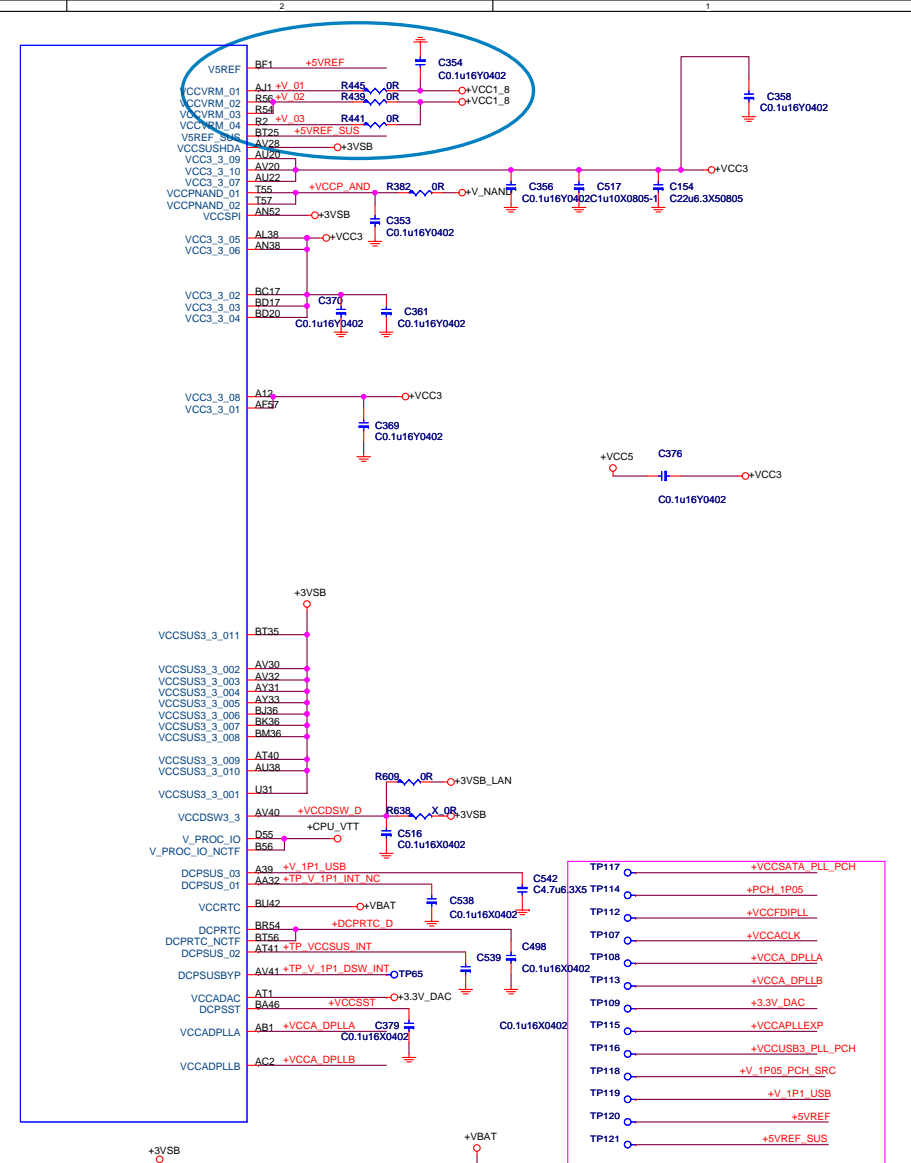 2 1
C354
C0.1u16Y0402
V5REF BF1 +5VREF
VCCVRM_01 AJ1 +V_01 R445 0R +VCC1_8
VCCVRM_02 R56 +V_02 R439 0R +VCC1_8
VCCVRM_03 R54
VCCVRM_04 R2 +V_03 R441 0R
V5REF_SUS BT25 +5VREF_SUS
VCCSUSHDA AV28 +3VSB
C358
C0.1u16Y0402
VCC3_3_09 AU20
VCC3_3_10 AV20 +VCC3
VCC3_3_07 AU22
VCCPNAND_01 T55 +VCCP_AND R382 0R +V_NAND
VCCPNAND_02 T57
C356 C517 C154
C0.1u16Y0402 C1u10X0805-1 C22u6.3X50805
VCCSPI AN52 +3VSB
C353
C0.1u16Y0402
VCC3_3_05 AL38 +VCC3
VCC3_3_06 AN38
VCC3_3_02 BC17
VCC3_3_03 BD17
VCC3_3_04 BD20
C370 C361
C0.1u16Y0402 C0.1u16Y0402
VCC3_3_08 A12 +VCC3
VCC3_3_01 AF57
C369
C0.1u16Y0402
+VCC5 C376 +VCC3
C0.1u16Y0402
+3VSB
VCCSUS3_3_011 BT35
VCCSUS3_3_002 AV30
VCCSUS3_3_003 AV32
VCCSUS3_3_004 AY31
VCCSUS3_3_005 AY33
VCCSUS3_3_006 BJ36
VCCSUS3_3_007 BK36
VCCSUS3_3_008 BM36
VCCSUS3_3_009 AT40
VCCSUS3_3_010 AU38
VCCSUS3_3_001 U31
R609 0R +3VSB_LAN
VCCDSW3_3 AV40 +VCCDSW_D R638 X_0R +3VSB
C516
C0.1u16X0402
+CPU_VTT
V_PROC_IO D55
V_PROC_IO_NCTF B56
DCPSUS_03 A39 +V_1P1_USB
DCPSUS_01 AA32 +TP_V_1P1_INT_NC
C542
C4.7u6.3X5
C538
C0.1u16X0402
VCCRTC BU42 +VBAT
DCPRTC BR54 +DCPRTC_D
DCPRTC_NCTF BT56
DCPSUS_02 AT41 +TP_VCCSUS_INT
C539 C498
C0.1u16X0402
DCPSUSBYP AV41 +TP_V_1P1_DSW_INT TP65
VCCADAC AT1 +3.3V_DAC
DCPSST BA46 +VCCSST
C0.1u16X0402
VCCADPLLA AB1 +VCCA_DPLLA C379
C0.1u16X0402
VCCADPLLB AC2 +VCCA_DPLLB
TP117 +VCCSATA_PLL_PCH
TP114 +PCH_1P05
TP112 +VCCFDIPLL
TP107 +VCCACLK
TP108 +VCCA_DPLLA
TP113 +VCCA_DPLLB
TP109 +3.3V_DAC
TP115 +VCCAPLLEXP
TP116 +VCCUSB3_PLL_PCH
TP118 +V_1P05_PCH_SRC
TP119 +V_1P1_USB
TP120 +5VREF
TP121 +5VREF_SUS
+3VSB +VBAT